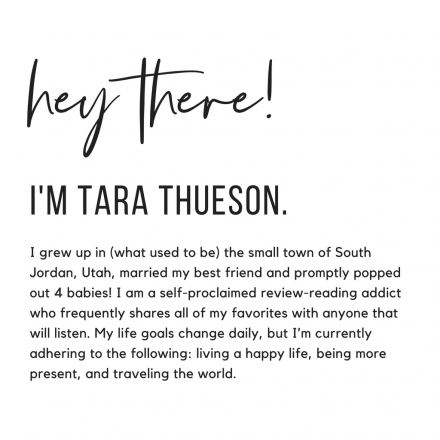 hey there!
I'M TARA THUESON.
I grew up in (what used to be) the small town of South
Jordan, Utah, married my best friend and promptly popped
out 4 babies! I am a self-proclaimed review-reading addict
who frequently shares all of my favorites with anyone that
will listen. My life goals change daily, but I'm currently
adhering to the following: living a happy life, being more
present, and traveling the world.